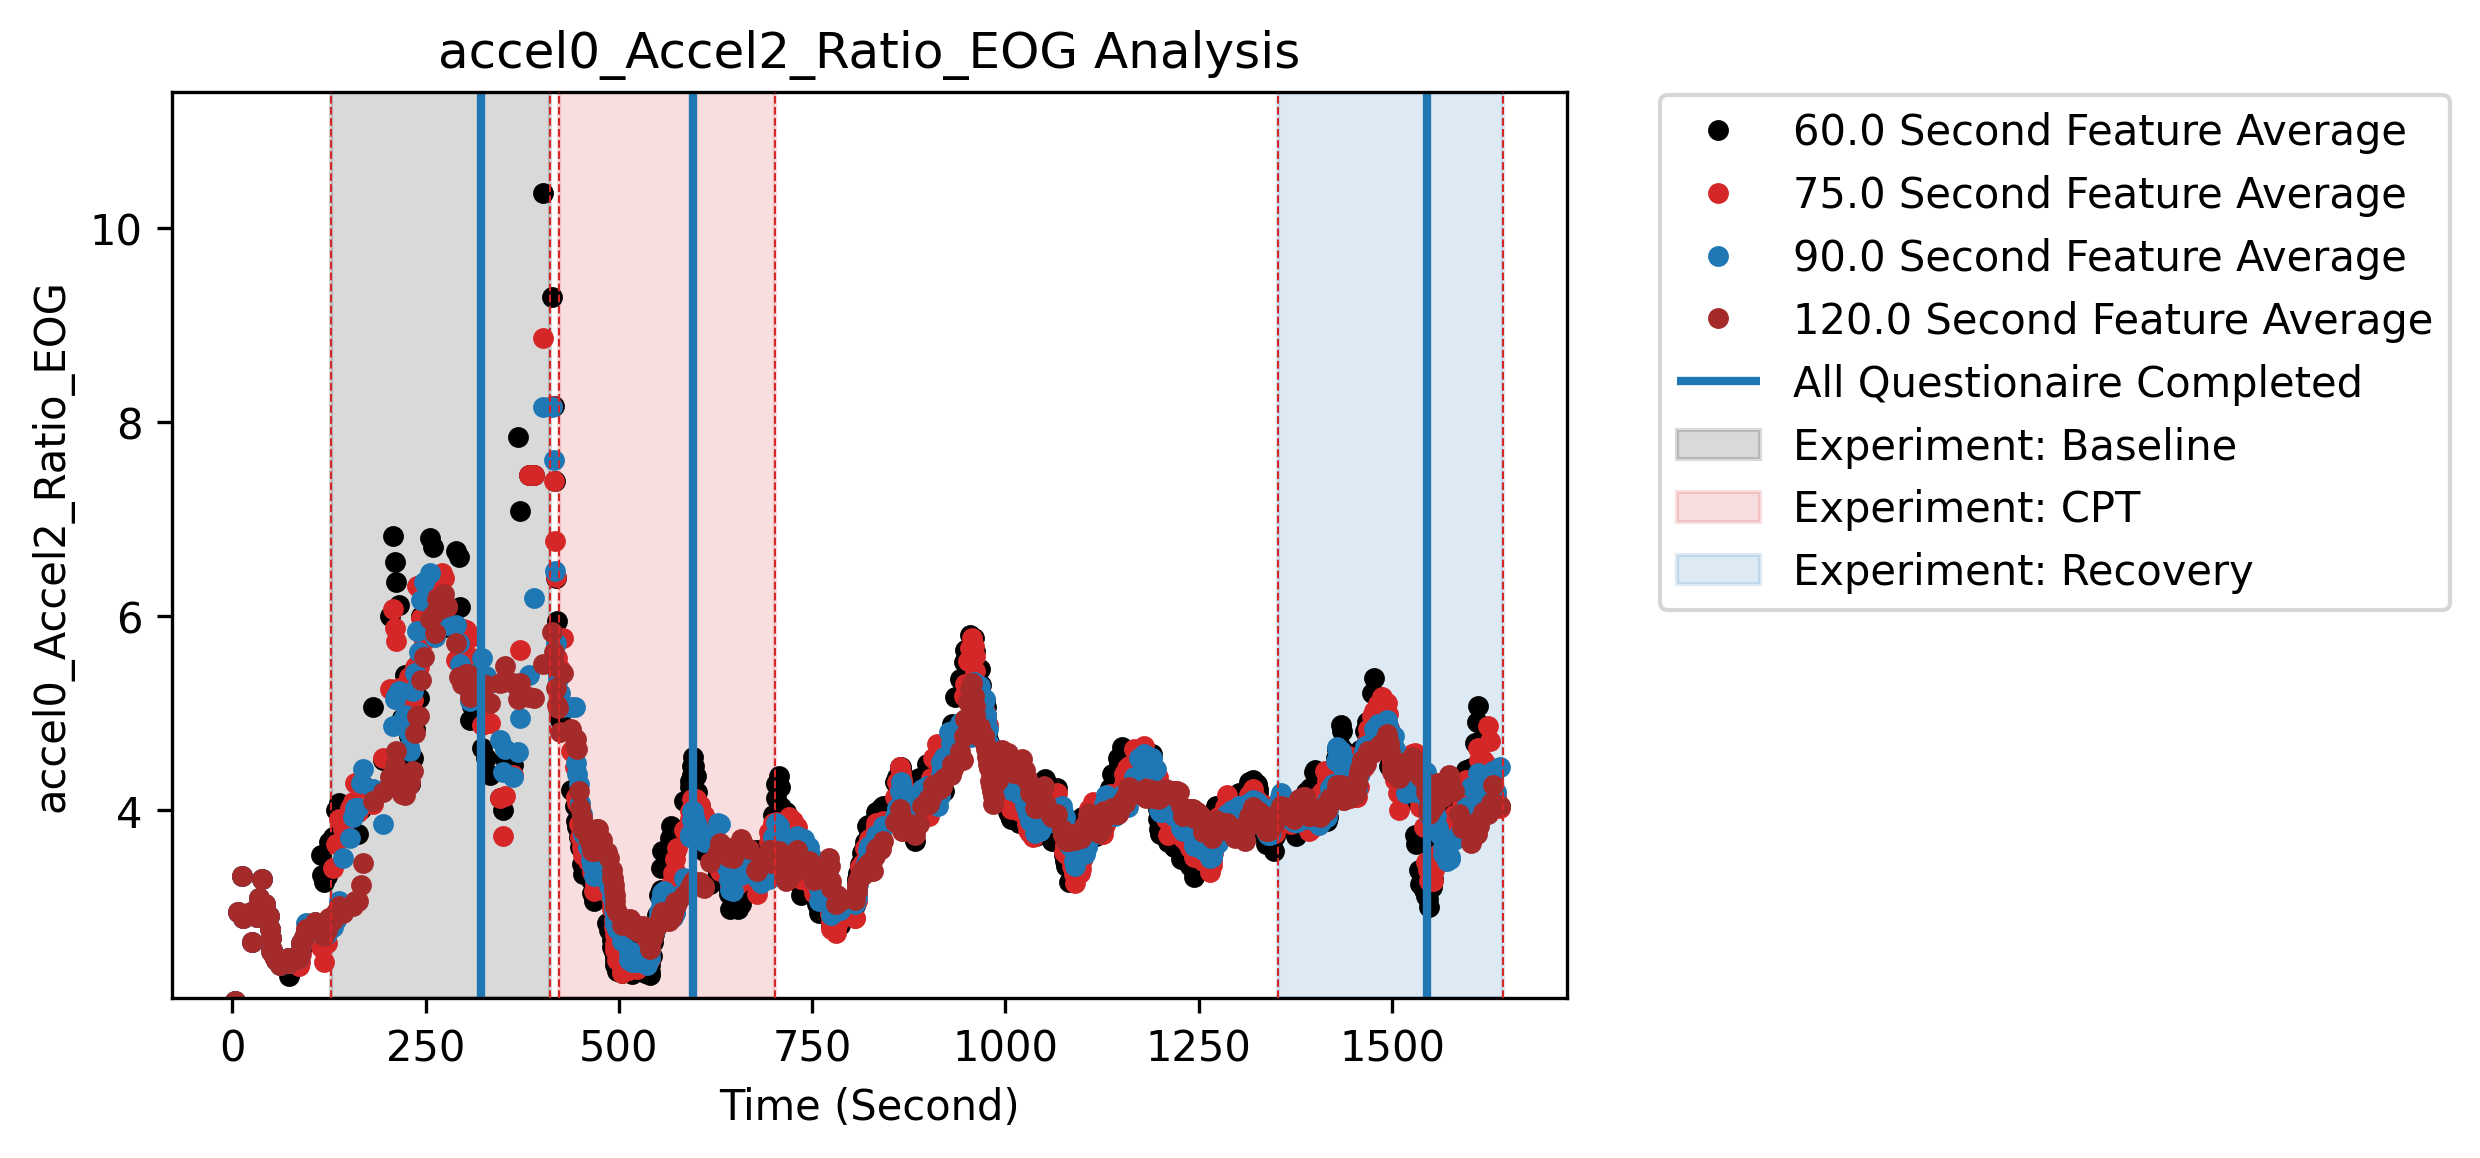 accel0_Accel2_Ratio_EOG Analysis
accel0_Accel2_Ratio_EOG
10
8
6
4
0
250
500
750
1000
1250
1500
Time (Second)
60.0 Second Feature Average
75.0 Second Feature Average
90.0 Second Feature Average
120.0 Second Feature Average
All Questionaire Completed
Experiment: Baseline
Experiment: CPT
Experiment: Recovery